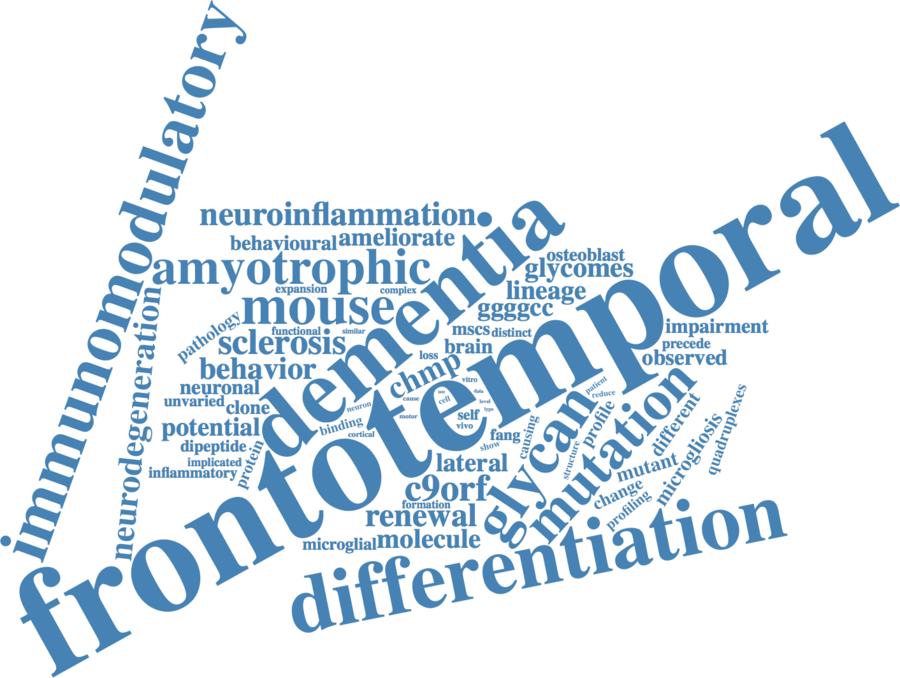 immunomodulatory
neuroinflammation
behavioural
ameliorate
amyotrophic
dementia
frontotemporal
osteoblast
glycomes
expansion
complex
lineage
mouse
ggggcc
pathology
functional
similar
mscs
distinct
impairment
sclerosis
brain
precede
loss
observed
behavior
chmp
neurodegeneration
neuronal
vitro
patient
unvaried
cause
data
reduce
clone
neuron
cell
level
type
motor
self
profile
different
quadruplexes
potential
binding
vivo
causing
glycan
mutation
dipeptide
cortical
fang
show
microgliosis
implicated
protein
lateral
structure
mutant
inflammatory
c9orf
change
formation
profiling
renewal
microglial
molecule
differentiation